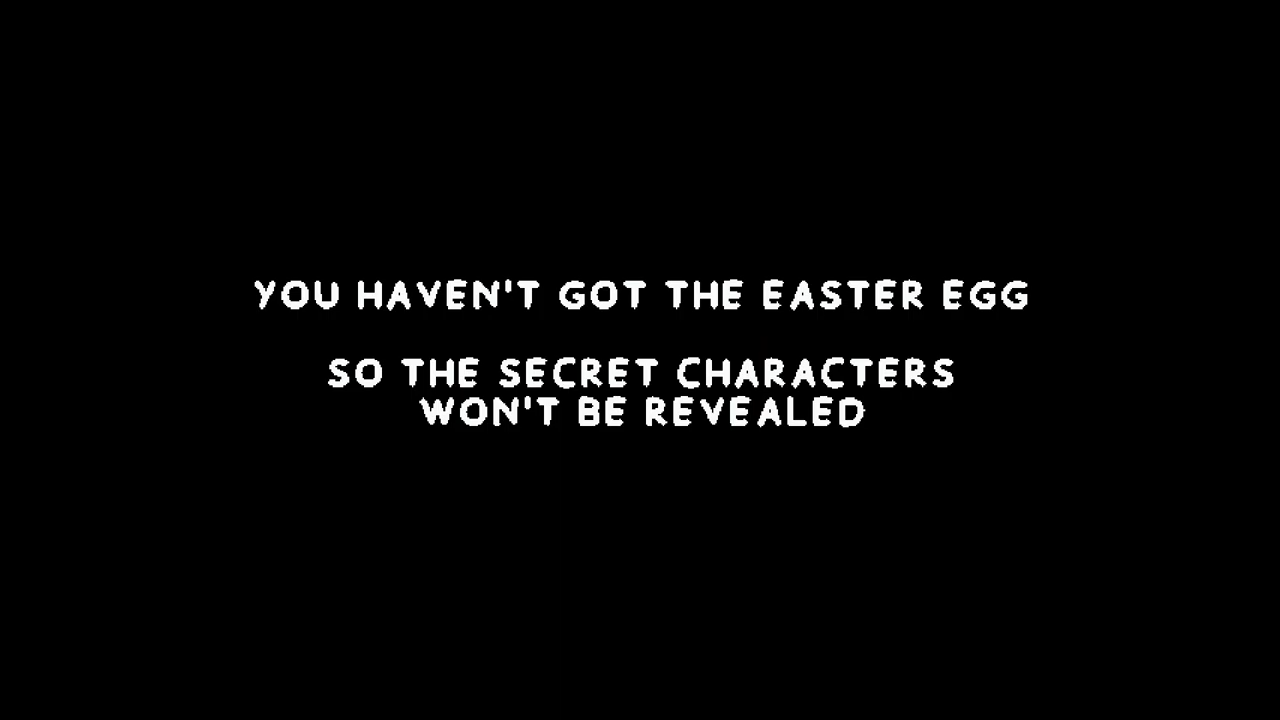 YOU HAVEN'T GOT THE EASTER EGG
SO THE SECRET CHARACTERS
WON'T BE REVEALED